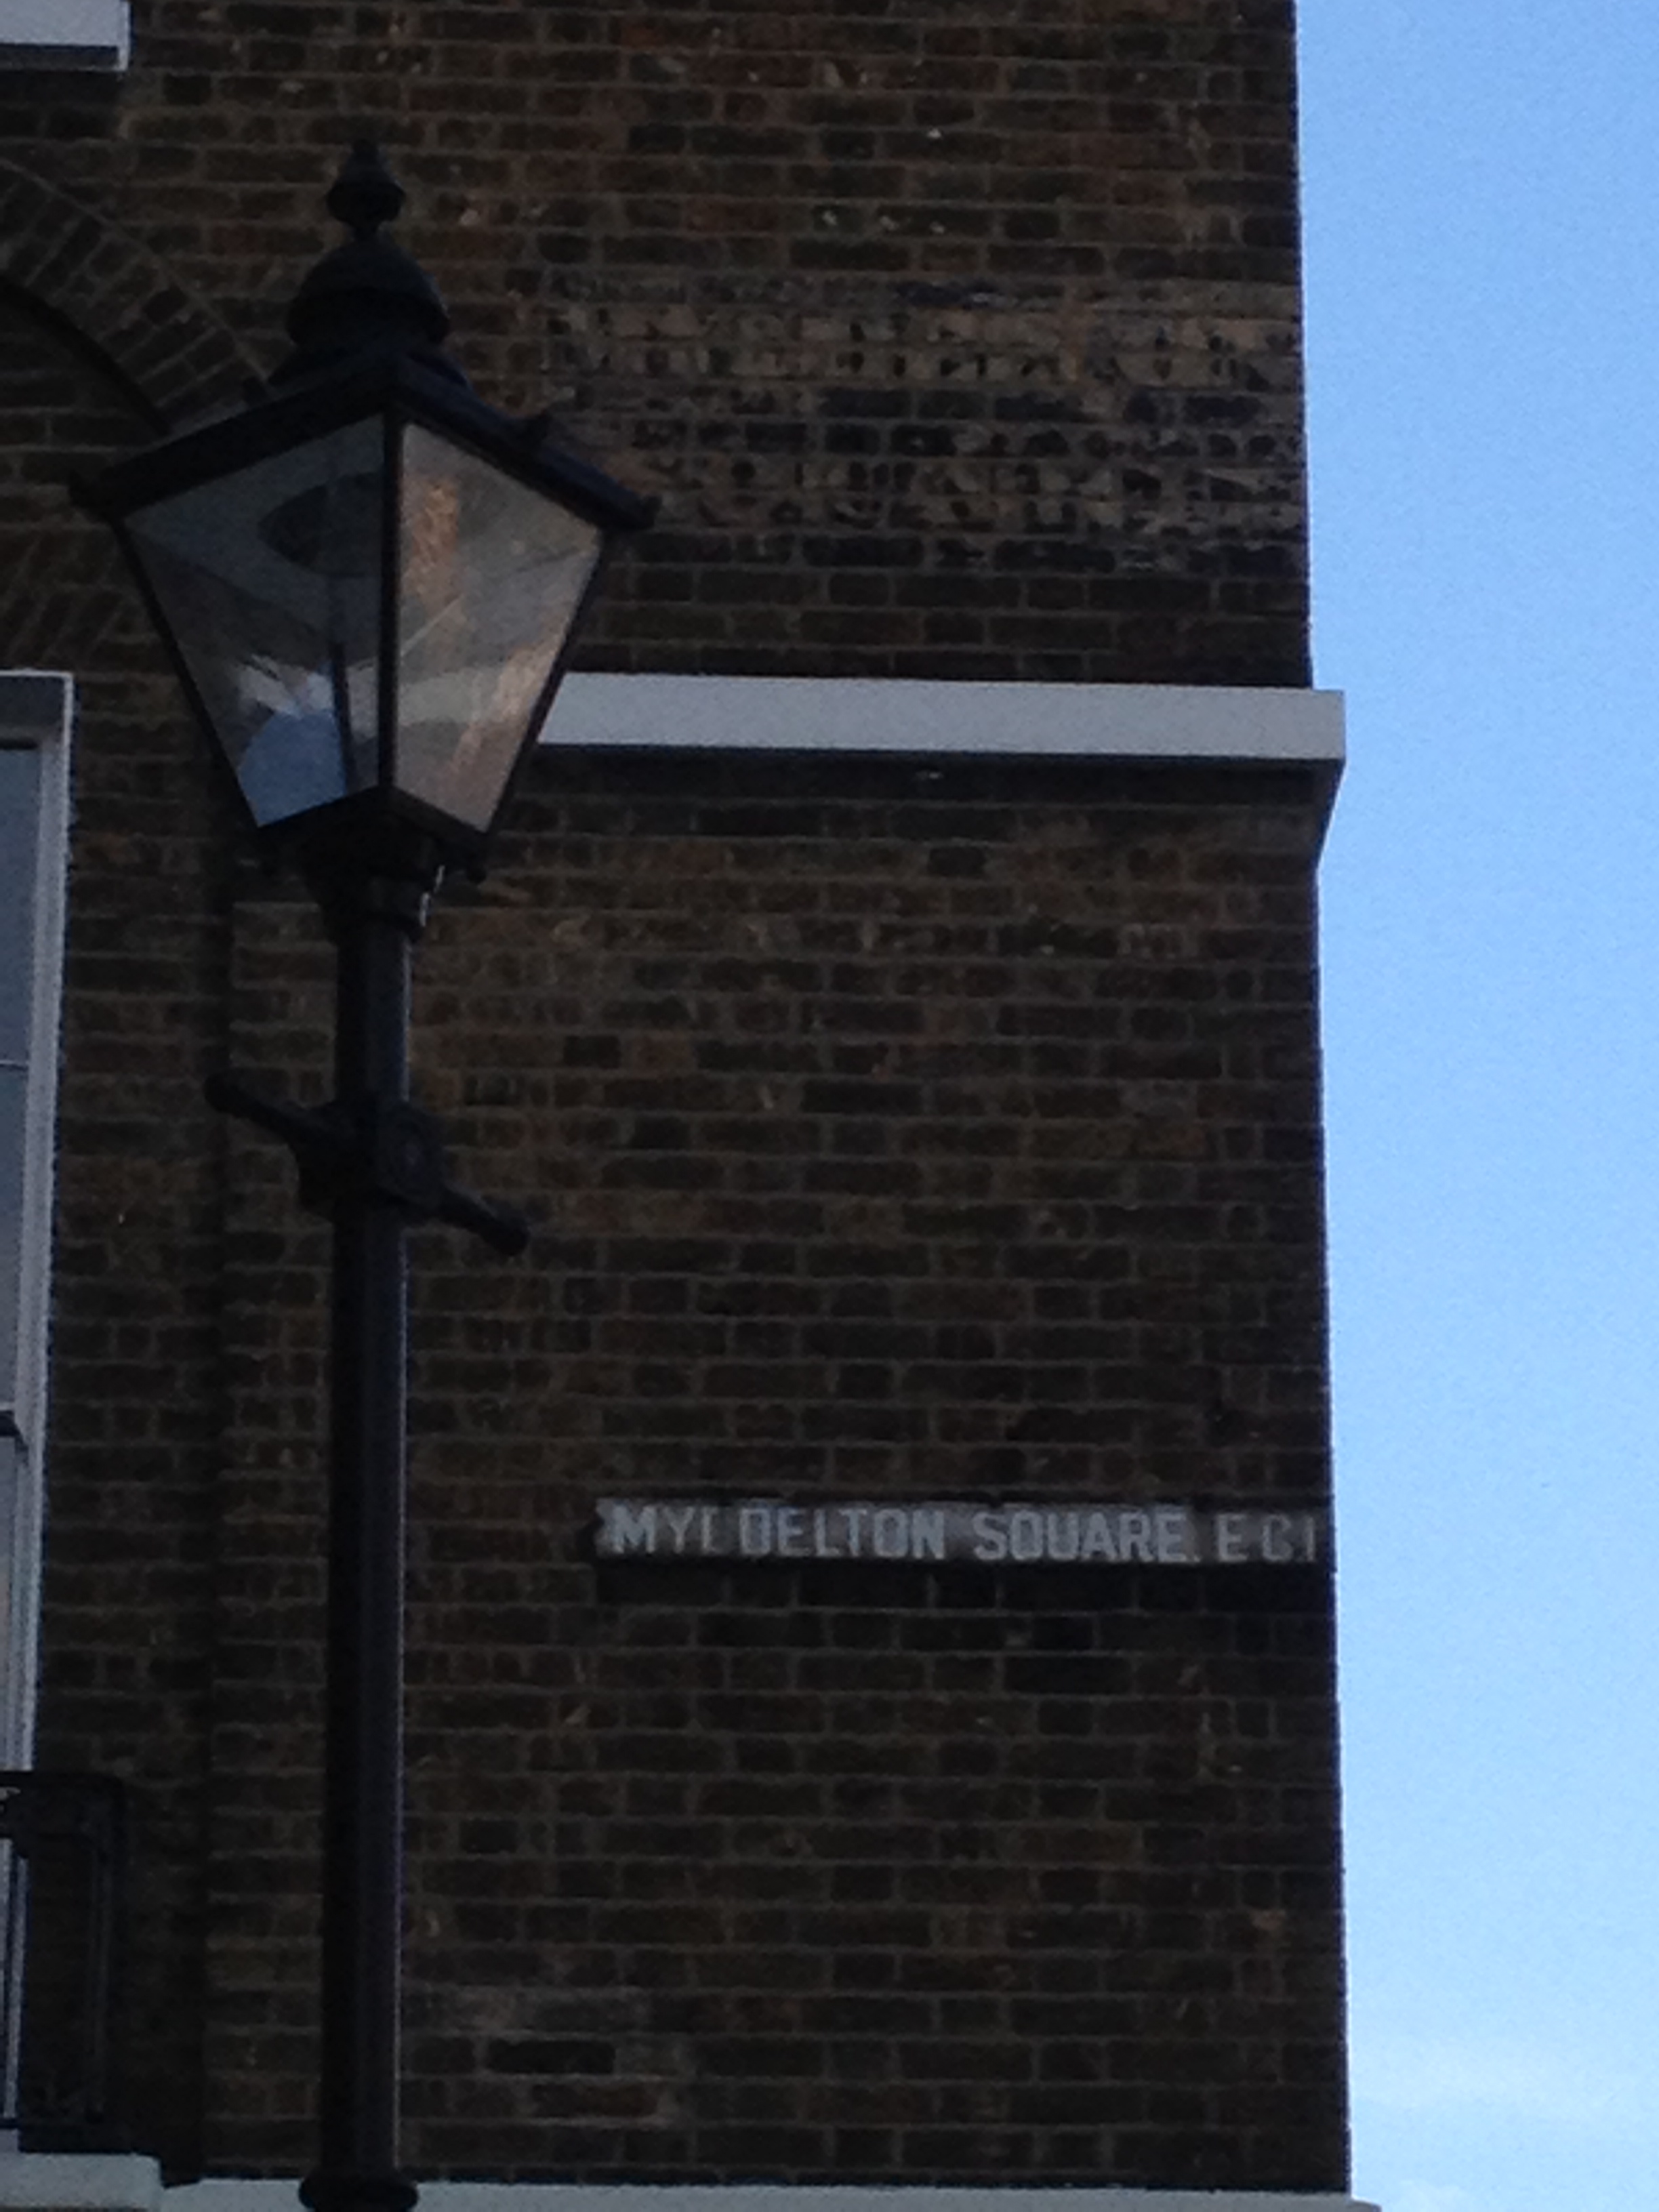 MYDDELTON SQUARE. E C 1